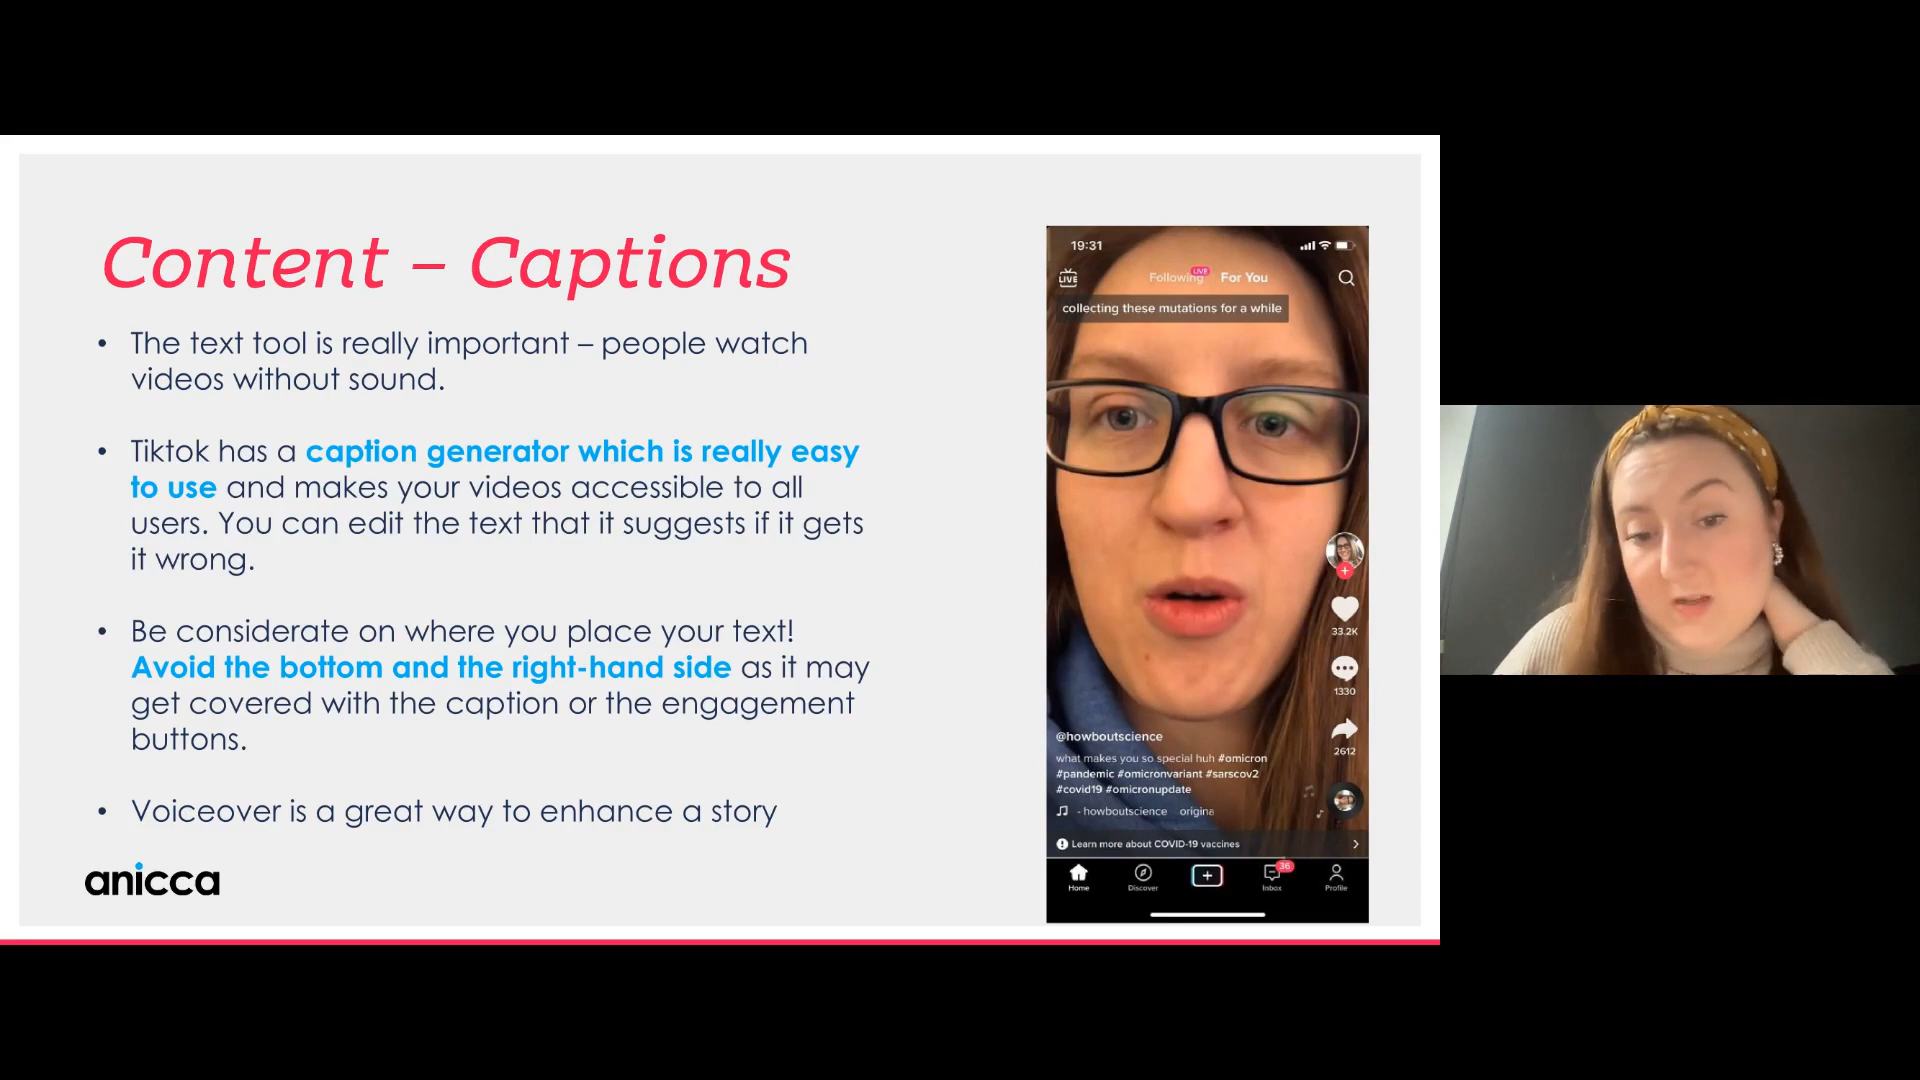 Content – Captions
• The text tool is really important – people watch
videos without sound.
• Tiktok has a caption generator which is really easy
to use and makes your videos accessible to all
users. You can edit the text that it suggests if it gets
it wrong.
• Be considerate on where you place your text!
Avoid the bottom and the right-hand side as it may
get covered with the caption or the engagement
buttons.
• Voiceover is a great way to enhance a story
anicca
19:31
LIVE
Following LIVE For You
collecting these mutations for a while
33.2K
1330
2612
@howboutscience
what makes you so special huh #omicron
#pandemic #omicronvariant #sarscov2
#covid19 #omicronupdate
- howboutscience origina
Learn more about COVID-19 vaccines
36
Home Discover Inbox Profile